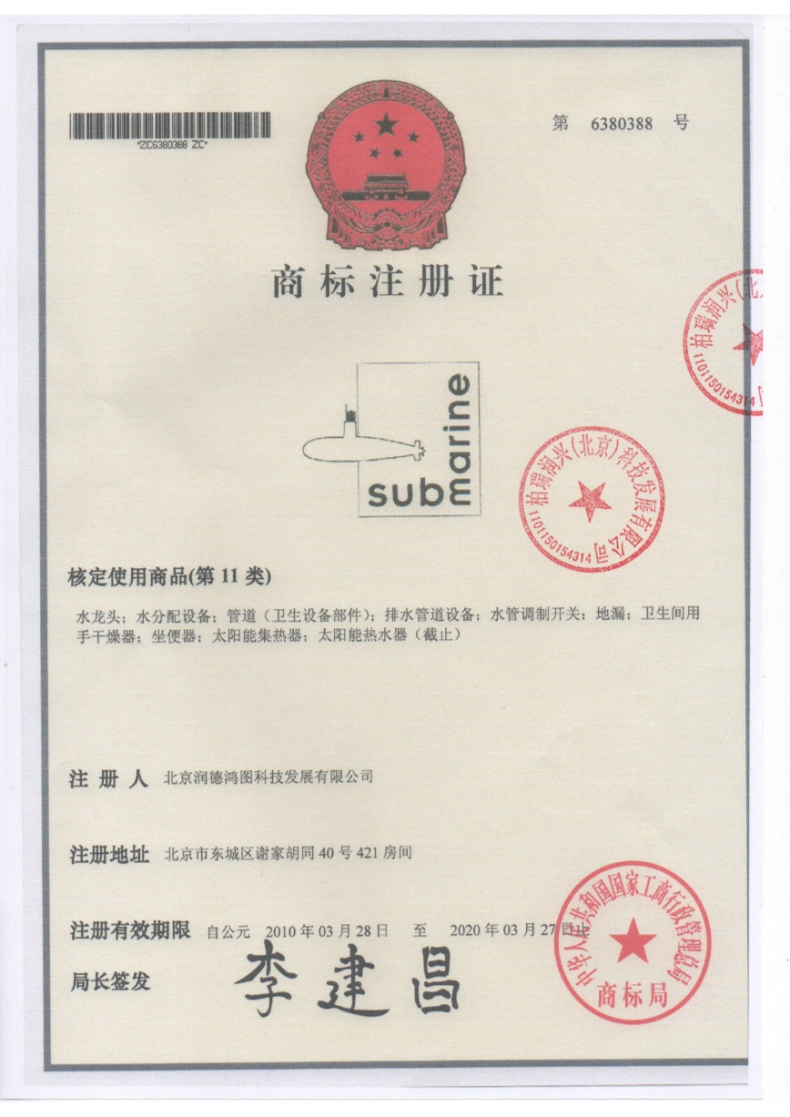 *ZC6380388 ZC*
第 6380388 号
商标注册证
submarine
柏瑞润兴(北
1101150154314
柏瑞润兴(北京)科技发展有限公司
1101150154314
核定使用商品(第 11 类)
水龙头；水分配设备；管道（卫生设备部件）；排水管道设备；水管调制开关；地漏；卫生间用
手干燥器；坐便器；太阳能集热器；太阳能热水器（截止）
注 册 人 北京润德鸿图科技发展有限公司
注册地址 北京市东城区谢家胡同 40 号 421 房间
注册有效期限 自公元 2010 年 03 月 28 日 至 2020 年 03 月 27 日止
局长签发 李建昌
中华人民共和国国家工商行政管理总局
商标局